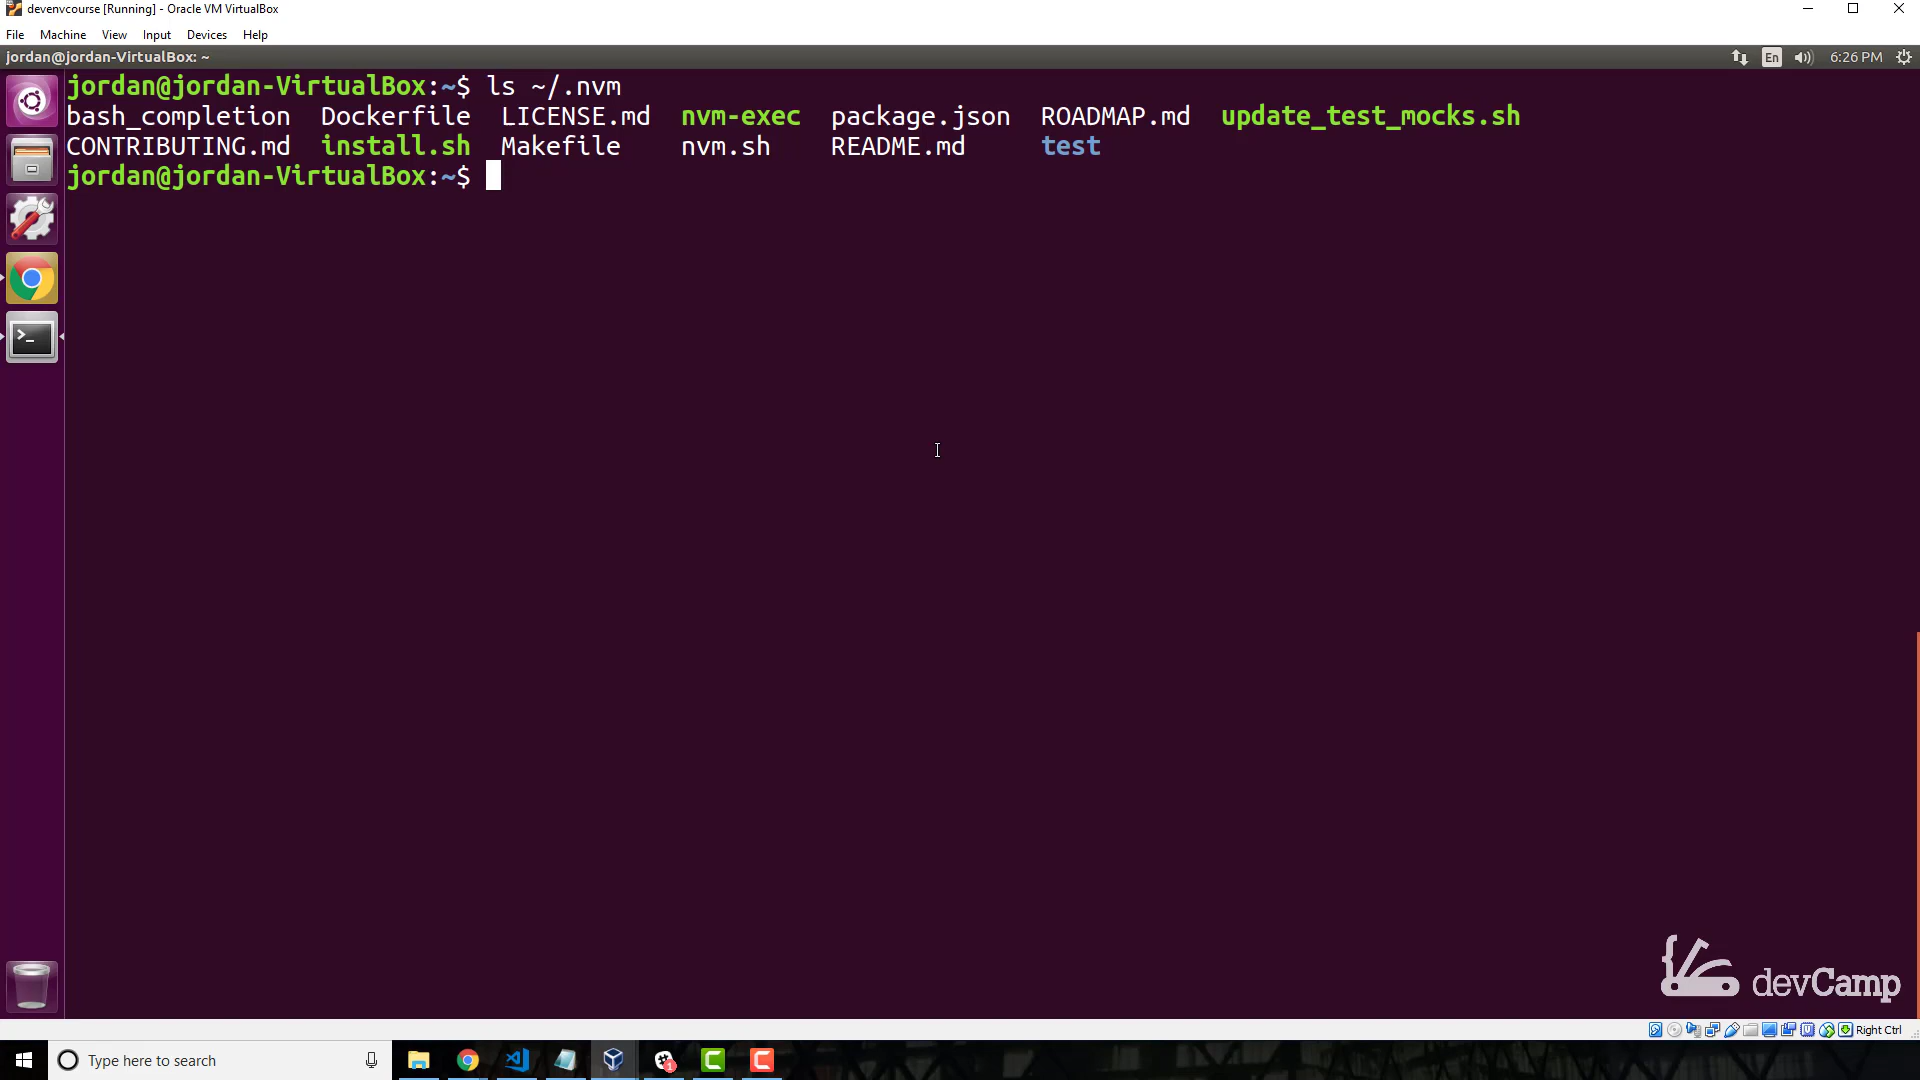 devenvcourse [Running] - Oracle VM VirtualBox
File Machine View Input Devices Help
jordan@jordan-VirtualBox: ~
En 6:26 PM
jordan@jordan-VirtualBox:~$ ls ~/.nvm
bash_completion Dockerfile LICENSE.md nvm-exec package.json ROADMAP.md update_test_mocks.sh
CONTRIBUTING.md install.sh Makefile nvm.sh README.md test
jordan@jordan-VirtualBox:~$
devCamp
Right Ctrl
Type here to search
1